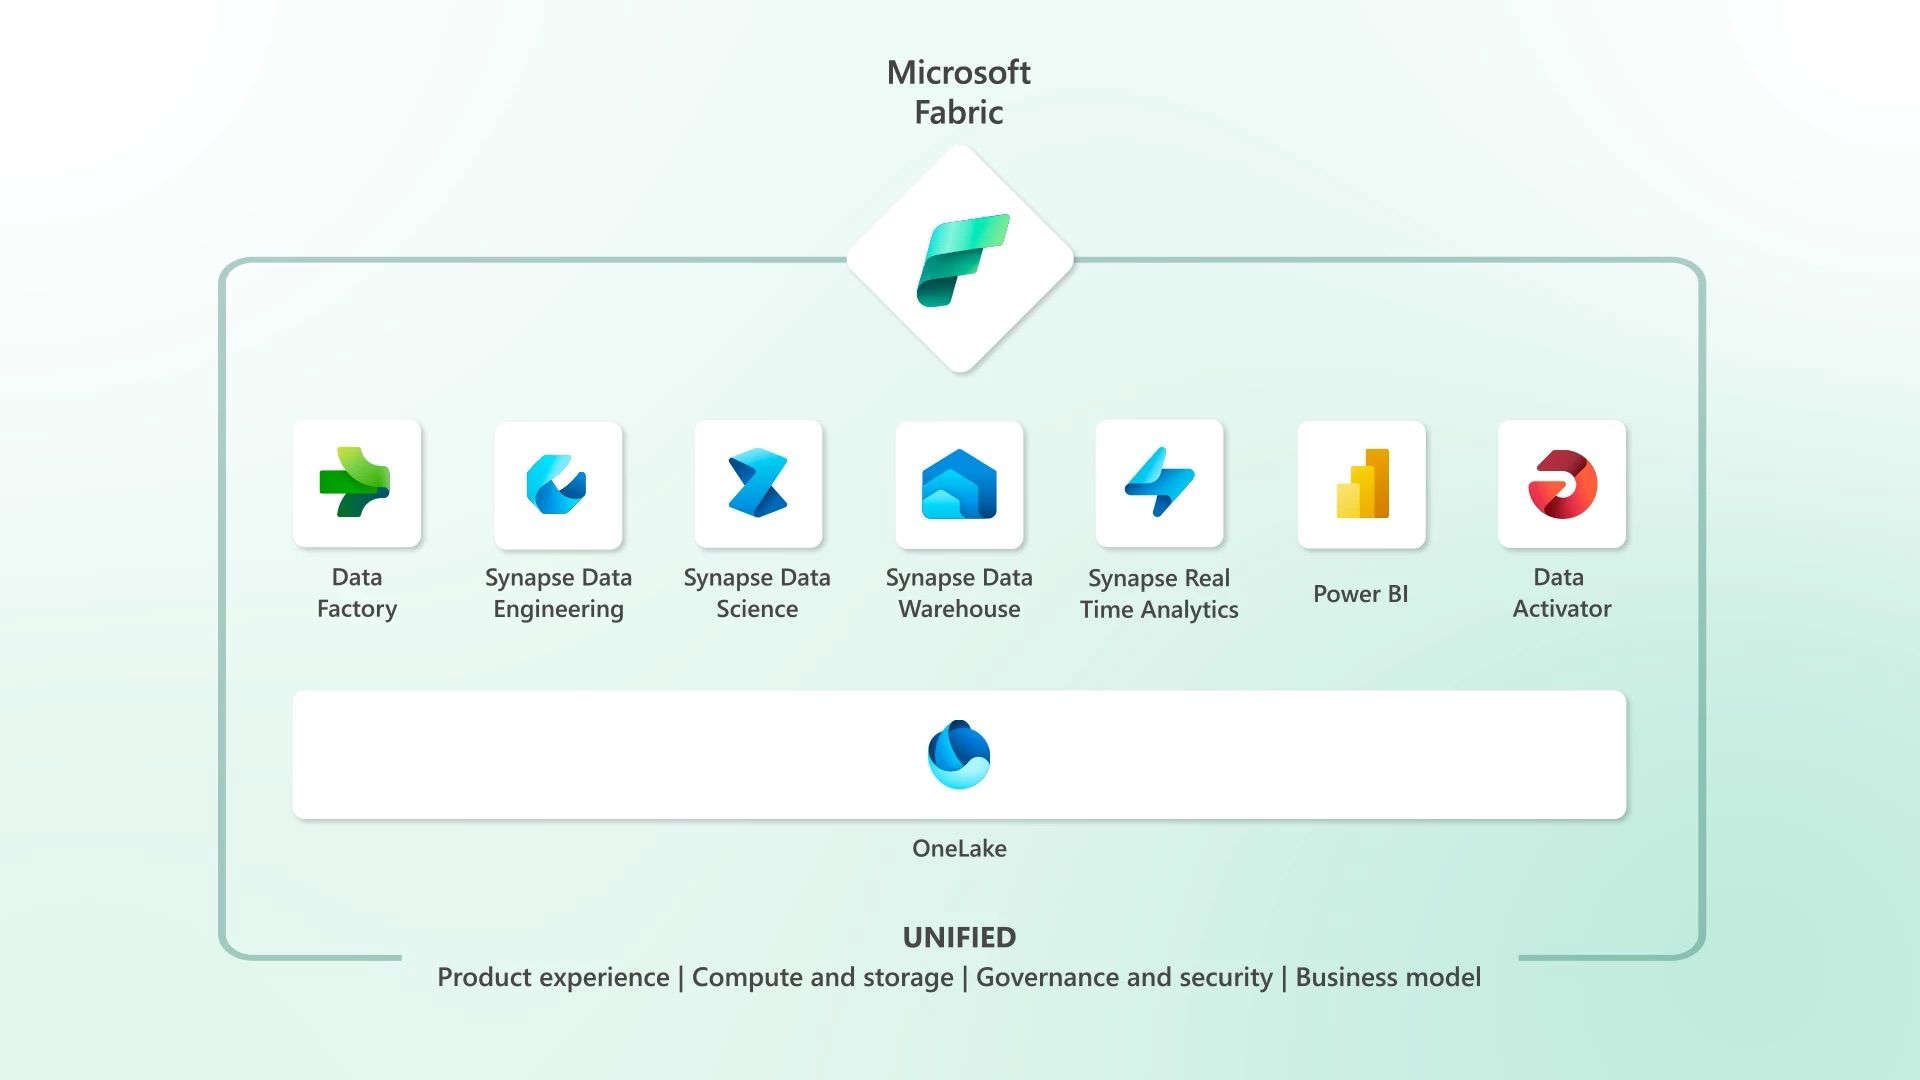 Microsoft
Fabric
Data
Factory
Synapse Data
Engineering
Synapse Data
Science
Synapse Data
Warehouse
Synapse Real
Time Analytics
Power BI
Data
Activator
OneLake
UNIFIED
Product experience | Compute and storage | Governance and security | Business model